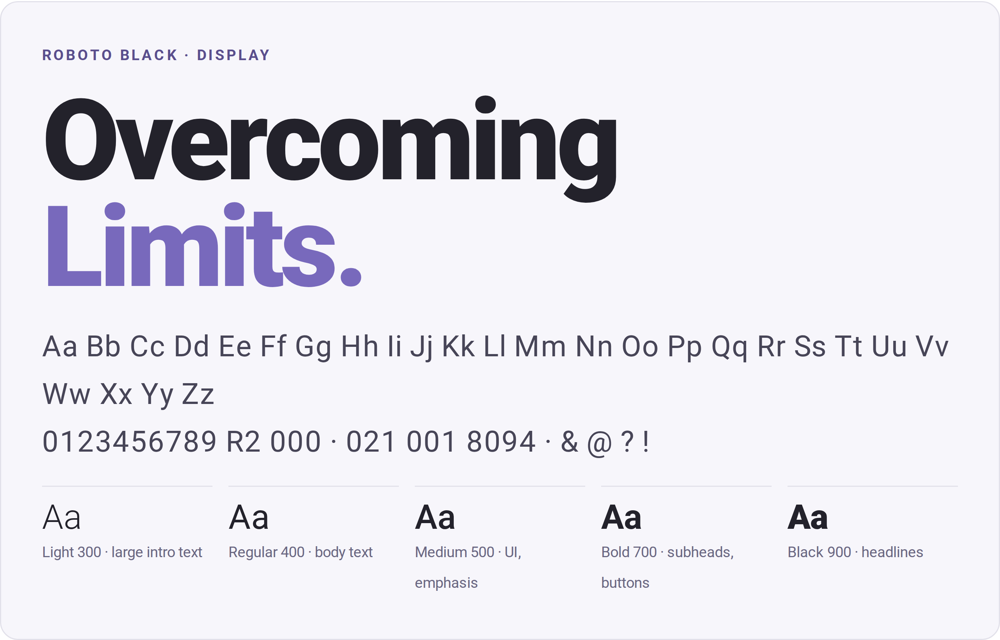 ROBOTO BLACK · DISPLAY
Overcoming
Limits.
Aa Bb Cc Dd Ee Ff Gg Hh Ii Jj Kk Ll Mm Nn Oo Pp Qq Rr Ss Tt Uu Vv
Ww Xx Yy Zz
0123456789 R2 000 · 021 001 8094 · & @ ? !
Aa
Light 300 · large intro text
Aa
Regular 400 · body text
Aa
Medium 500 · UI,
emphasis
Aa
Bold 700 · subheads,
buttons
Aa
Black 900 · headlines